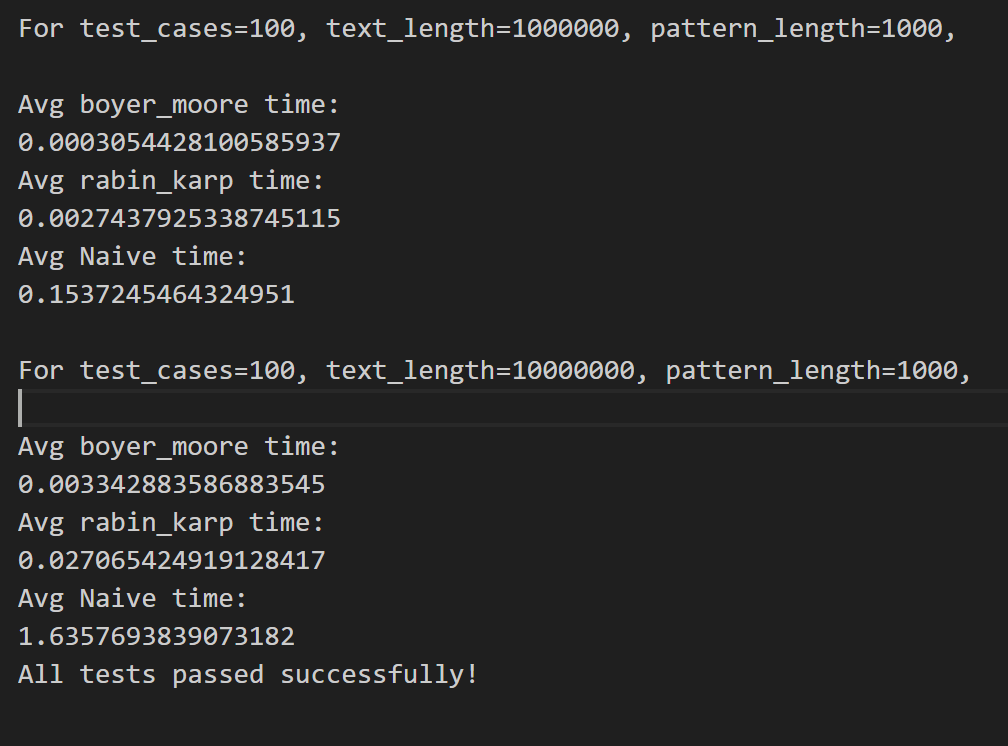 For test_cases=100, text_length=1000000, pattern_length=1000,
Avg boyer_moore time:
0.0003054428100585937
Avg rabin_karp time:
0.0027437925338745115
Avg Naive time:
0.1537245464324951
For test_cases=100, text_length=10000000, pattern_length=1000,
Avg boyer_moore time:
0.003342883586883545
Avg rabin_karp time:
0.027065424919128417
Avg Naive time:
1.6357693839073182
All tests passed successfully!